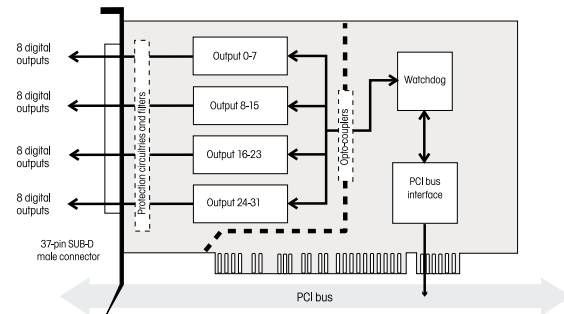 8 digital
outputs
8 digital
outputs
8 digital
outputs
8 digital
outputs
37-pin SUB-D
male connector
Protection circuitries and filters
Output 0-7
Output 8-15
Output 16-23
Output 24-31
Opto-couplers
Watchdog
PCI bus
interface
PCI bus